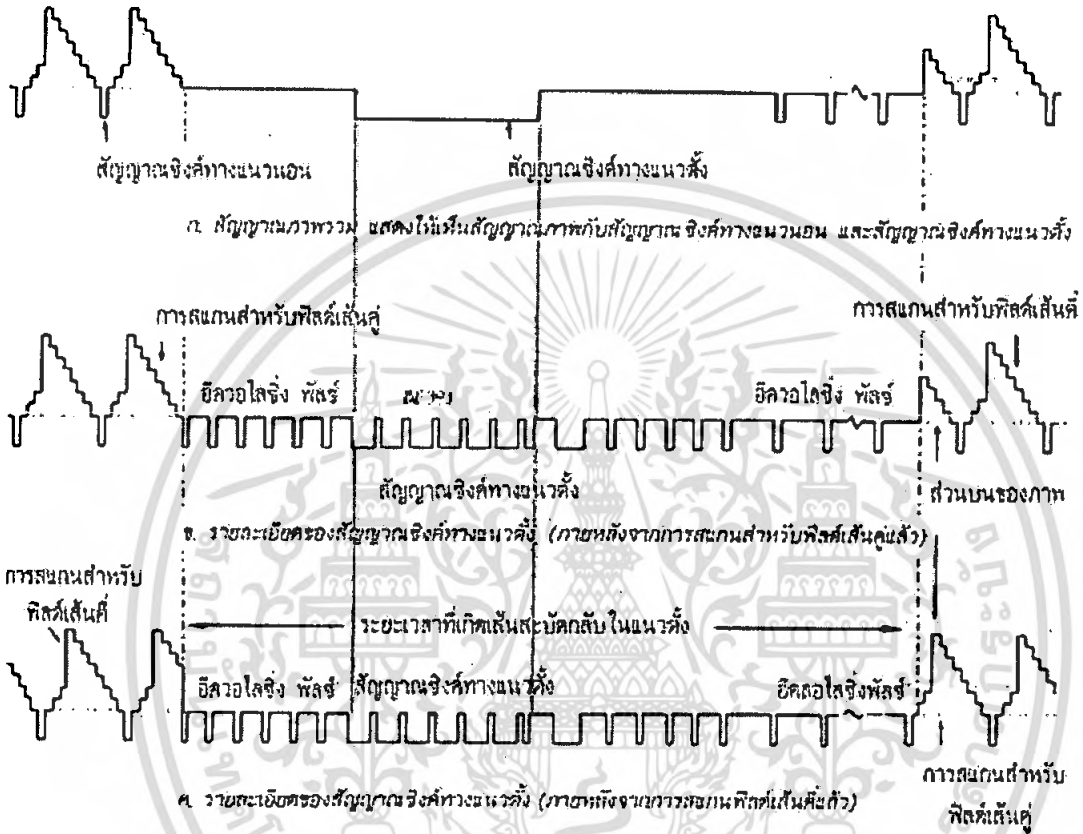 สัญญาณซิงค์ทางแนวนอน
สัญญาณซิงค์ทางแนวตั้ง
ก. สัญญาณภาพรวม แสดงให้เห็นสัญญาณภาพกับสัญญาณซิงค์ทางแนวนอน และสัญญาณซิงค์ทางแนวตั้ง
การสแกนสำหรับฟิลด์เส้นคู่
การสแกนสำหรับฟิลด์เส้นคี่
อีควอไลซิ่ง พัลซ์
อีควอไลซิ่ง พัลซ์
สัญญาณซิงค์ทางแนวตั้ง
ส่วนบนของภาพ
ข. รายละเอียดของสัญญาณซิงค์ทางแนวตั้ง (ภายหลังจากการสแกนสำหรับฟิลด์เส้นคู่แล้ว)
การสแกนสำหรับ
ฟิลด์เส้นคี่
ระยะเวลาที่เกิดเส้นสะบัดกลับในแนวตั้ง
อีควอไลซิ่ง พัลซ์
สัญญาณซิงค์ทางแนวตั้ง
อีคลอไลซิ่งพัลซ์
ค. รายละเอียดของสัญญาณซิงค์ทางแนวตั้ง (ภายหลังจากการสแกนฟิลด์เส้นคี่แล้ว)
การสแกนสำหรับ
ฟิลด์เส้นคู่